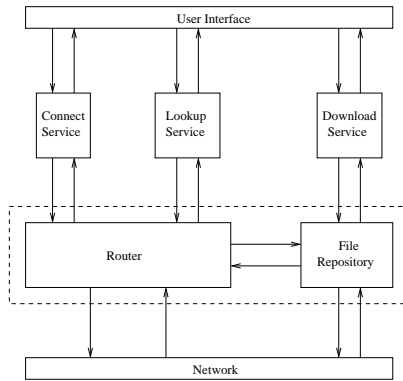 User Interface
Connect
Service
Lookup
Service
Download
Service
Router
File
Repository
Network